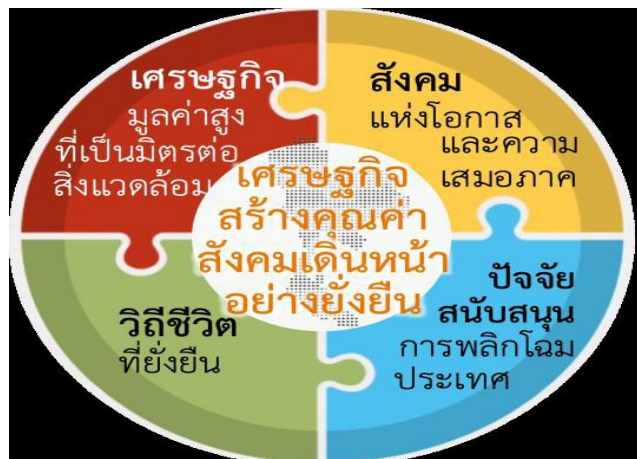 เศรษฐกิจ
มูลค่าสูง
ที่เป็นมิตรต่อ
สิ่งแวดล้อม
สังคม
แห่งโอกาส
และความ
เสมอภาค
เศรษฐกิจ
สร้างคุณค่า
สังคมเดินหน้า
อย่างยั่งยืน
วิถีชีวิต
ที่ยั่งยืน
ปัจจัย
สนับสนุน
การพลิกโฉม
ประเทศ